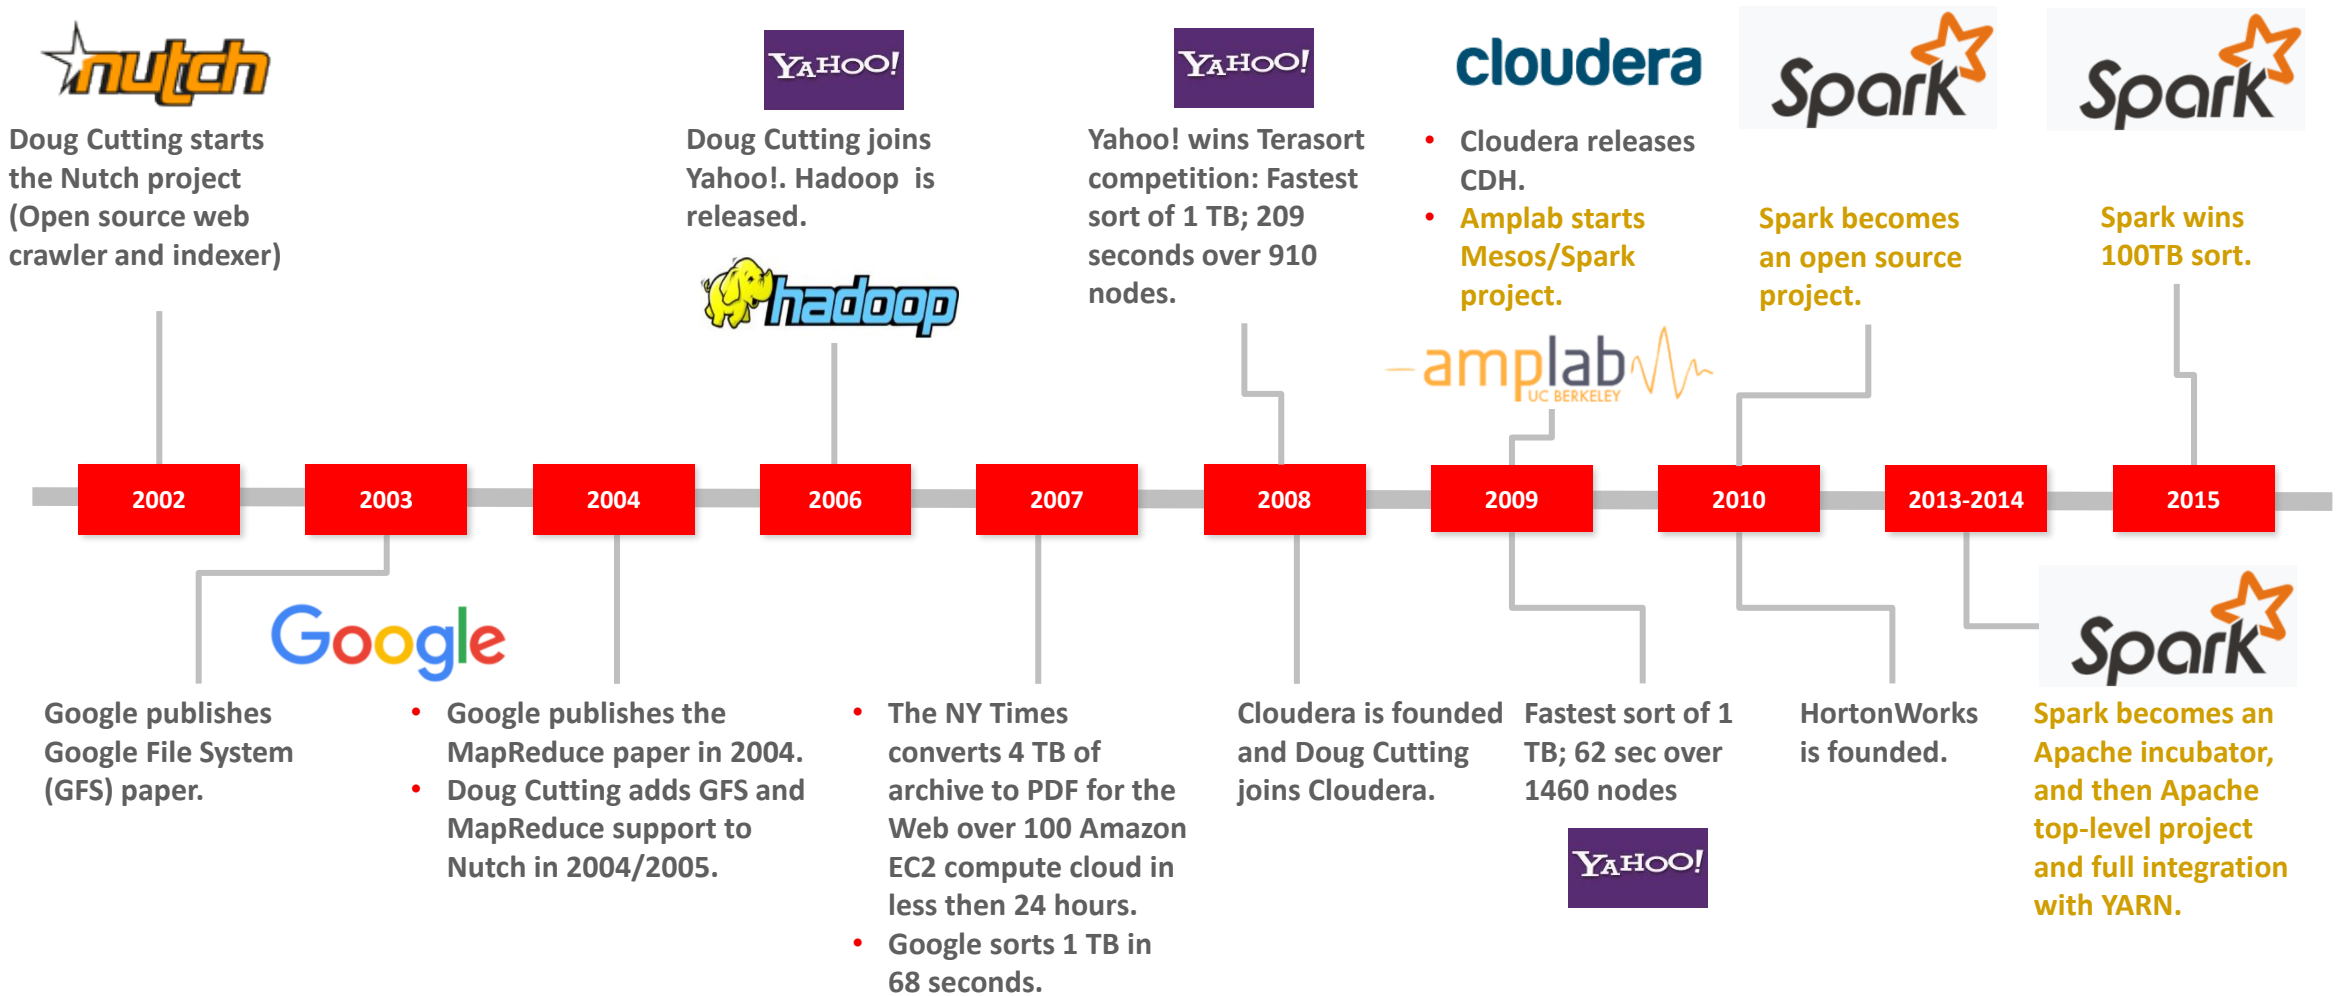 nutch
Doug Cutting starts
the Nutch project
(Open source web
crawler and indexer)
YAHOO!
Doug Cutting joins
Yahoo!. Hadoop is
released.
hadoop
YAHOO!
Yahoo! wins Terasort
competition: Fastest
sort of 1 TB; 209
seconds over 910
nodes.
cloudera
• Cloudera releases
CDH.
• Amplab starts
Mesos/Spark
project.
amplab
UC BERKELEY
Spark
Spark becomes
an open source
project.
Spark
Spark wins
100TB sort.
2002
2003
2004
2006
2007
2008
2009
2010
2013-2014
2015
Google publishes
Google File System
(GFS) paper.
Google
• Google publishes the
MapReduce paper in 2004.
• Doug Cutting adds GFS and
MapReduce support to
Nutch in 2004/2005.
• The NY Times
converts 4 TB of
archive to PDF for the
Web over 100 Amazon
EC2 compute cloud in
less then 24 hours.
• Google sorts 1 TB in
68 seconds.
Cloudera is founded
and Doug Cutting
joins Cloudera.
Fastest sort of 1
TB; 62 sec over
1460 nodes
YAHOO!
HortonWorks
is founded.
Spark
Spark becomes an
Apache incubator,
and then Apache
top-level project
and full integration
with YARN.